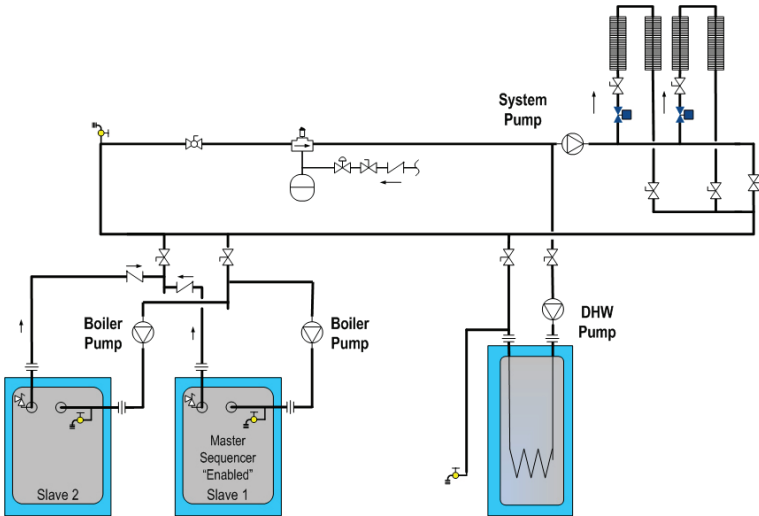 System
Pump
Boiler
Pump
Boiler
Pump
DHW
Pump
Master
Sequencer
"Enabled"
Slave 2
Slave 1